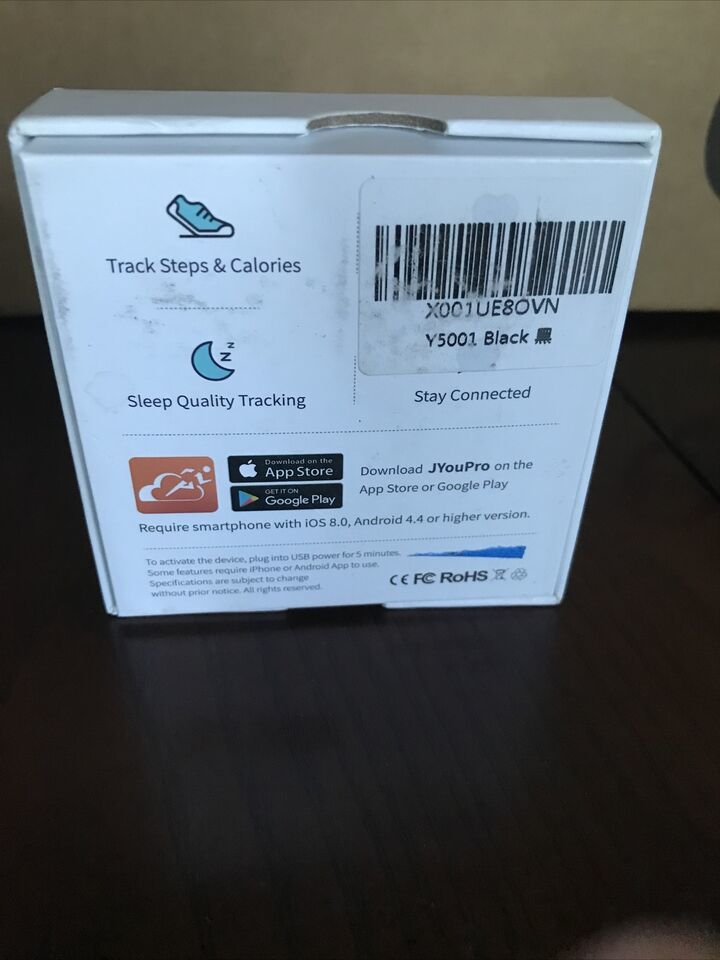 Track Steps & Calories
X001UE8OVN
Y5001 Black 黑
z
z
Sleep Quality Tracking
Stay Connected
Download on the
App Store
GET IT ON
Google Play
Download JYouPro on the
App Store or Google Play
Require smartphone with iOS 8.0, Android 4.4 or higher version.
To activate the device, plug into USB power for 5 minutes.
Some features require iPhone or Android App to use.
Specifications are subject to change
without prior notice. All rights reserved.
CE FC RoHS